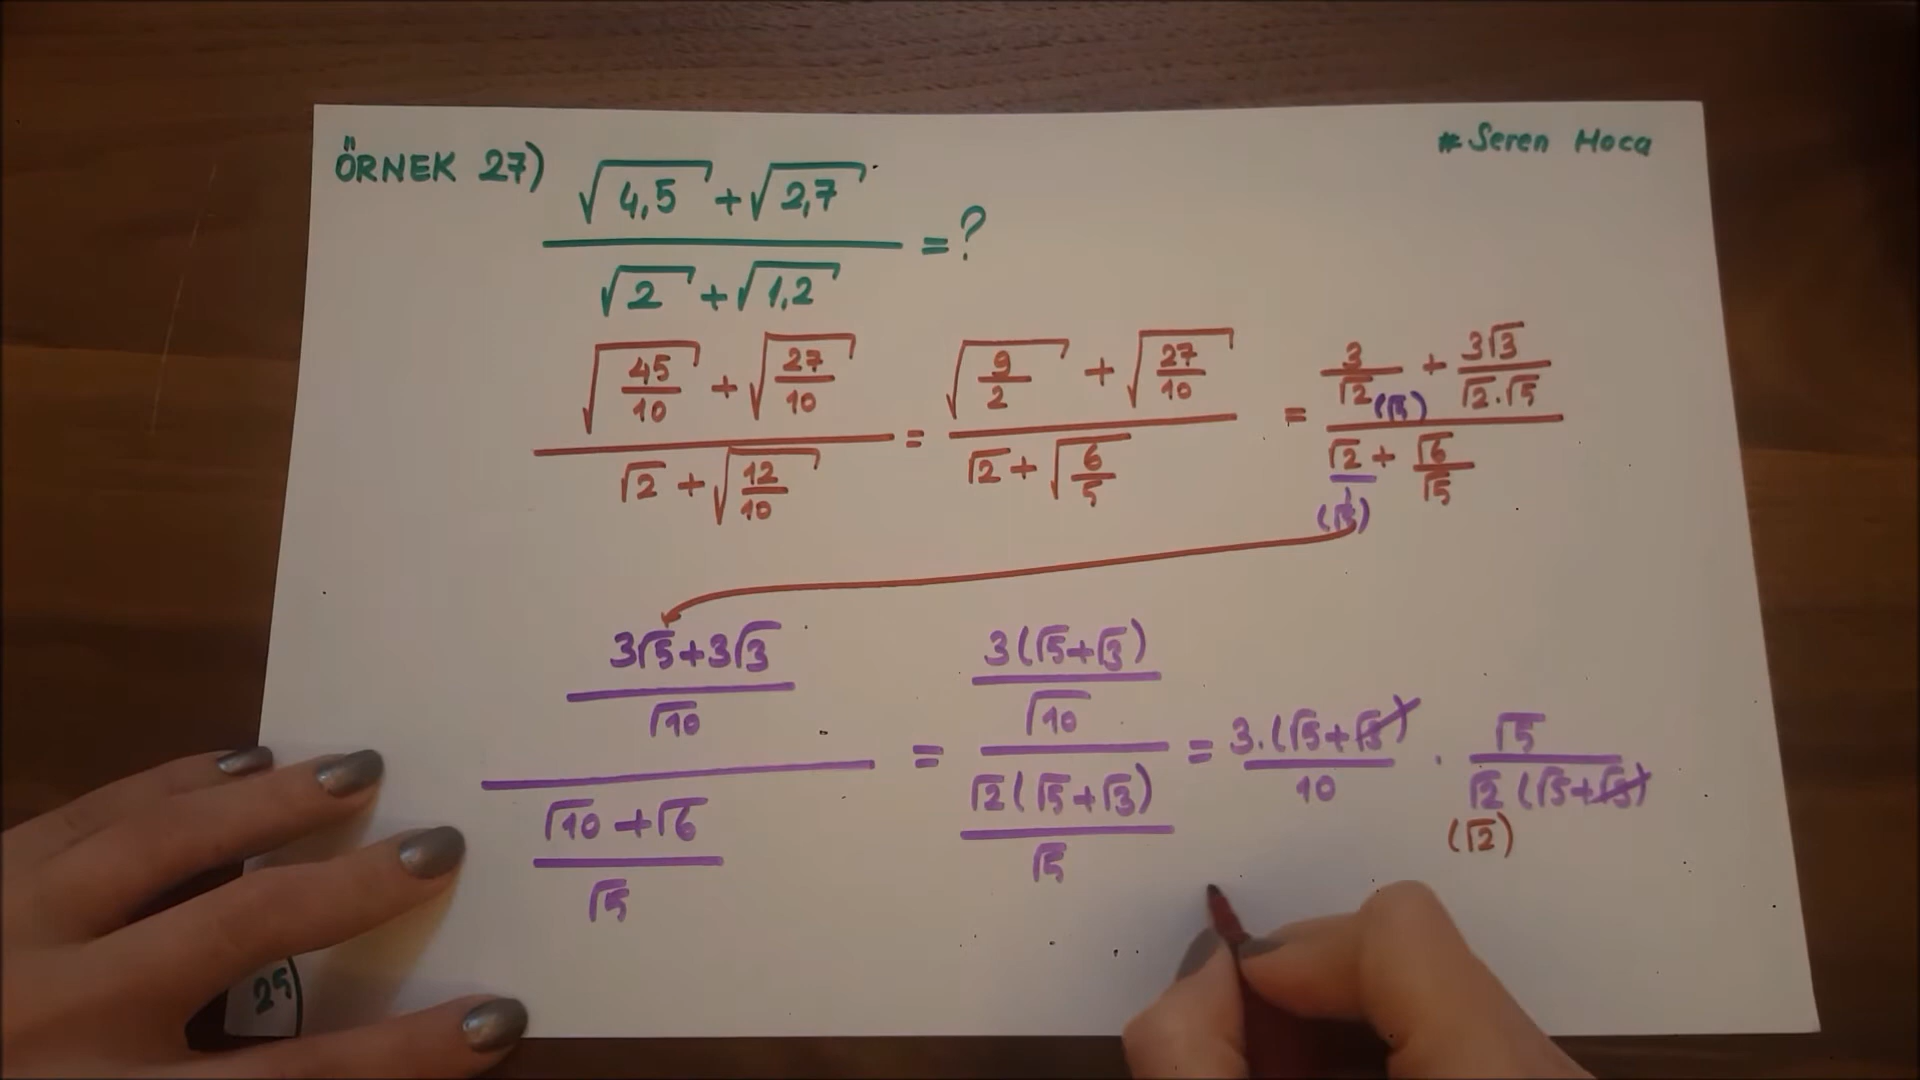 ÖRNEK 27) (√4,5 + √2,7) / (√2 + √1,2) = ?
# Seren Hoca
(√(45/10) + √(27/10)) / (√2 + √(12/10)) = (√(9/2) + √(27/10)) / (√2 + √(6/5)) = (3/√2 (√5) + 3√3/(√2.√5)) / (√2/1 (√5) + √6/√5)
((3√5+3√3)/√10) / ((√10+√6)/√5) = (3(√5+√3)/√10) / (√2(√5+√3)/√5) = 3.(√5+√3)/10 . √5/(√2(√5+√3)) (√2)
25